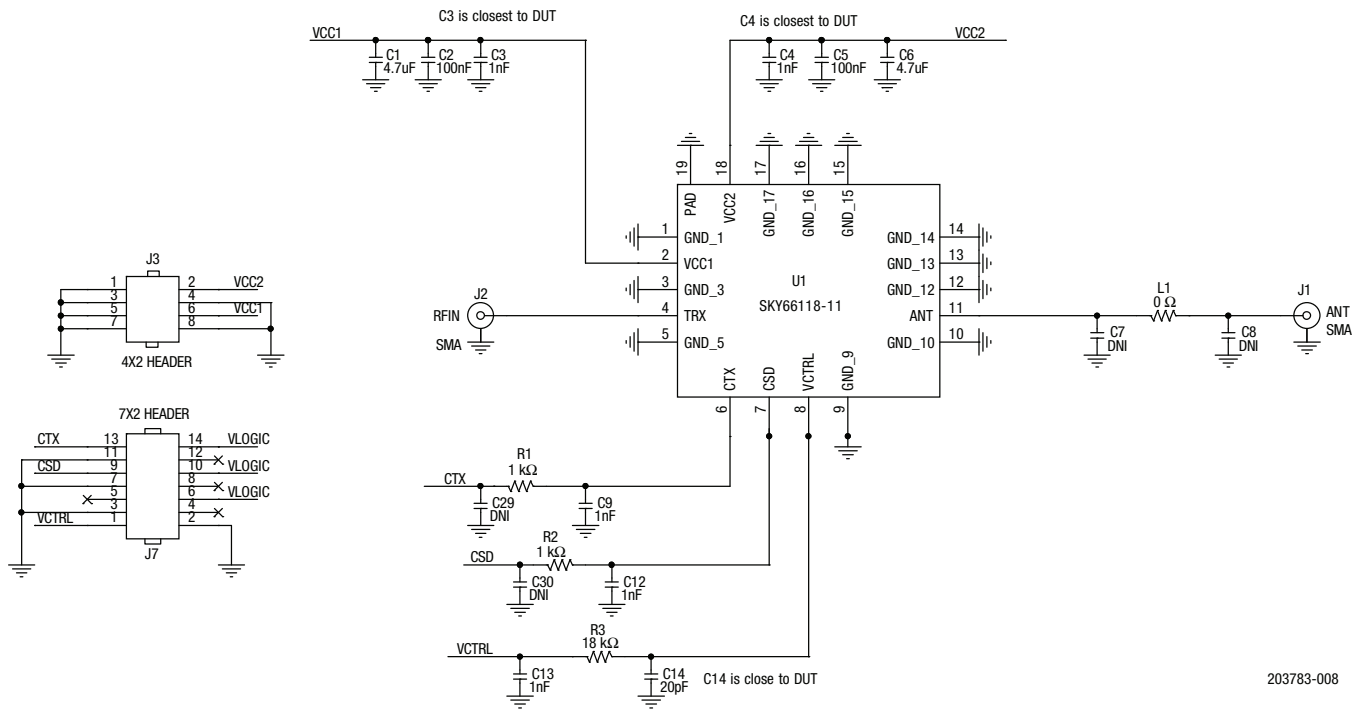 C3 is closest to DUT
C4 is closest to DUT
VCC1
C1
4.7uF
C2
100nF
C3
1nF
C4
1nF
C5
100nF
C6
4.7uF
VCC2
19
18
17
16
15
PAD
VCC2
GND_17
GND_16
GND_15
1
GND_1
2
VCC1
3
GND_3
4
TRX
5
GND_5
U1
SKY66118-11
GND_14
14
GND_13
13
GND_12
12
ANT
11
GND_10
10
CTX
CSD
VCTRL
GND_9
6
7
8
9
J2
RFIN
SMA
L1
0 Ω
C7
DNI
C8
DNI
J1
ANT
SMA
J3
1
2
VCC2
3
4
5
6
VCC1
7
8
4X2 HEADER
7X2 HEADER
CTX
13
14
VLOGIC
11
12
CSD
9
10
VLOGIC
7
8
5
6
VLOGIC
3
4
VCTRL
1
2
J7
CTX
R1
1 kΩ
C29
DNI
C9
1nF
CSD
R2
1 kΩ
C30
DNI
C12
1nF
VCTRL
R3
18 kΩ
C13
1nF
C14
20pF
C14 is close to DUT
203783-008